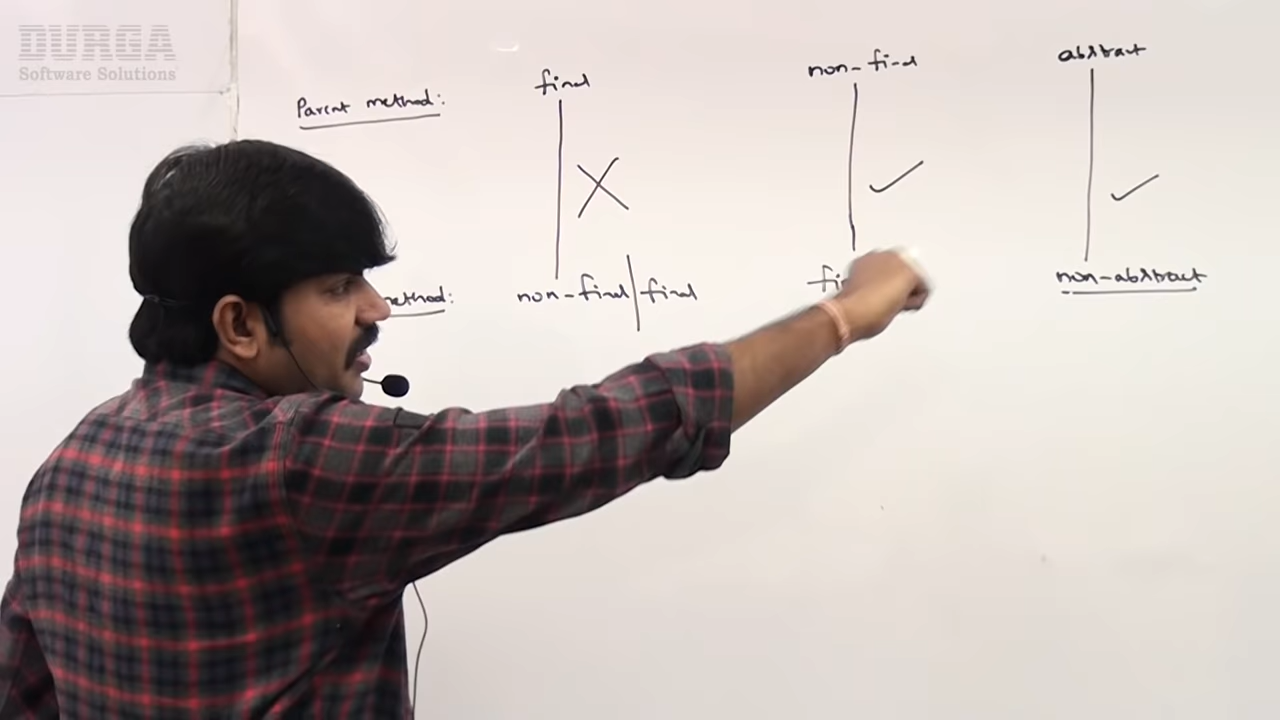 DURGA
Software Solutions
Parent method: final non-final abstract
method: non-final | final non-abstract